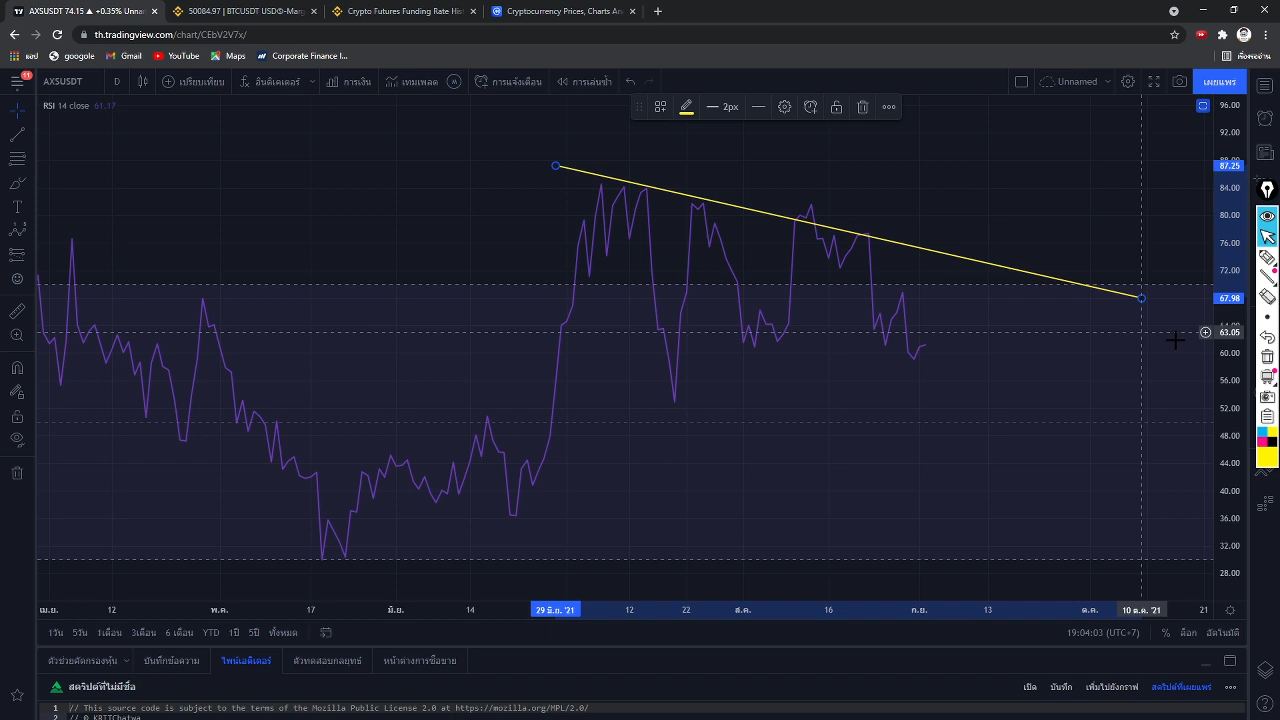 AXSUSDT 74.15 ▲ +0.35% Unnan
50084.97 | BTCUSDT USDⓈ-Marg
Crypto Futures Funding Rate His
Cryptocurrency Prices, Charts An
th.tradingview.com/chart/CEbV2V7x/
แอป
google
Gmail
YouTube
Maps
Corporate Finance I...
11
AXSUSDT
D
เปรียบเทียบ
อินดิเคเตอร์
การเงิน
เทมเพลต
การแจ้งเตือน
การเล่นซ้ำ
Unnamed
เผยแพร่
RSI 14 close 61.17
2px
96.00
92.00
88.00
87.25
84.00
80.00
76.00
72.00
67.98
64.00
63.05
60.00
56.00
52.00
48.00
44.00
40.00
36.00
32.00
28.00
เม.ย.
12
พ.ค.
17
มิ.ย.
14
29 มิ.ย. '21
12
22
ส.ค.
16
ก.ย.
13
ต.ค.
10 ต.ค. '21
21
1วัน
5วัน
1เดือน
3เดือน
6 เดือน
YTD
1ปี
5ปี
ทั้งหมด
19:04:03 (UTC+7)
%
ล็อก
อัตโนมัติ
ตัวช่วยคัดกรองหุ้น
บันทึกข้อความ
ไพน์เอดิเตอร์
ตัวทดสอบกลยุทธ์
หน้าต่างการซื้อขาย
สคริปต์ที่ไม่มีชื่อ
เปิด
บันทึก
เพิ่มไปยังกราฟ
สคริปต์ที่เผยแพร่
1 // This source code is subject to the terms of the Mozilla Public License 2.0 at https://mozilla.org/MPL/2.0/
2 // © KRITChatwa